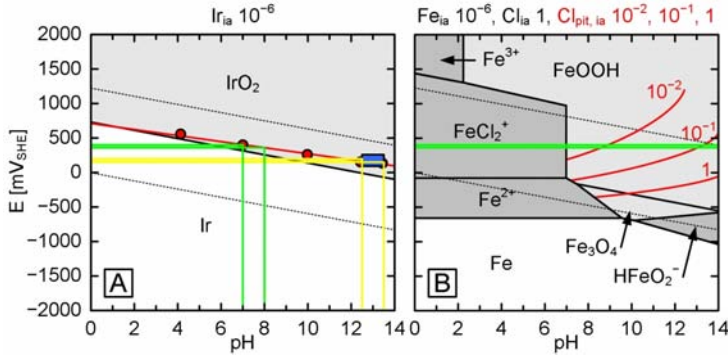 Ir_ia 10⁻⁶
Fe_ia 10⁻⁶, Cl_ia 1, Cl_pit, ia 10⁻², 10⁻¹, 1
E [mV_SHE]
2000
1500
1000
500
0
−500
−1000
−1500
−2000
IrO₂
Ir
A
0 2 4 6 8 10 12 14
pH
Fe³⁺
FeOOH
FeCl₂⁺
Fe²⁺
10⁻²
10⁻¹
1
Fe₃O₄
HFeO₂⁻
Fe
B
0 2 4 6 8 10 12 14
pH